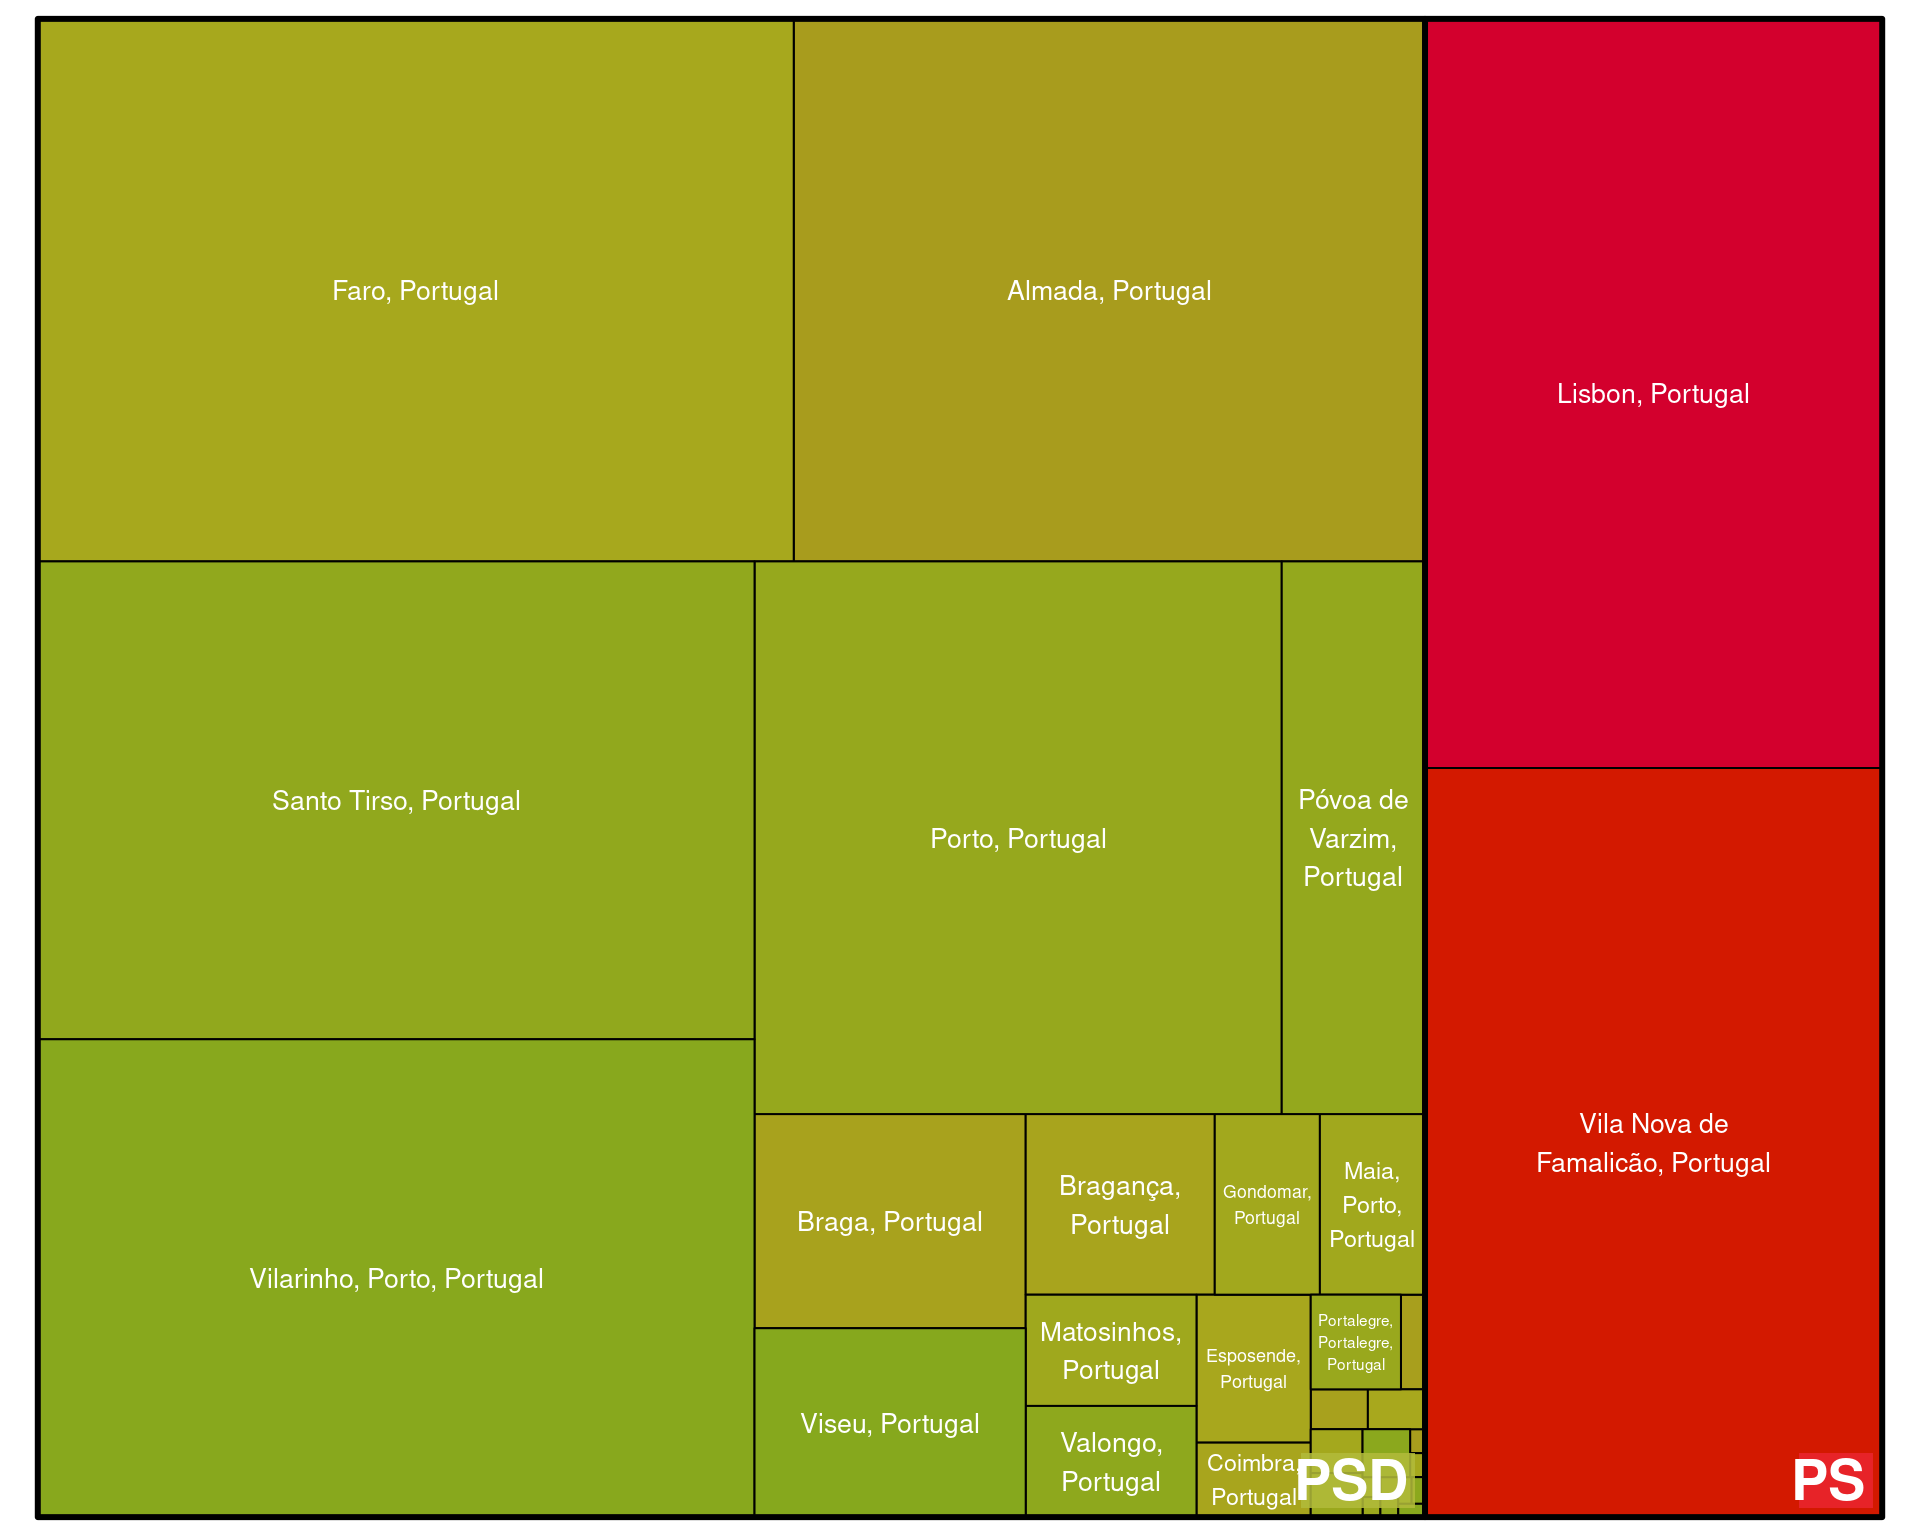 Faro, Portugal
Almada, Portugal
Lisbon, Portugal
Santo Tirso, Portugal
Porto, Portugal
Póvoa de
Varzim,
Portugal
Vila Nova de
Famalicão, Portugal
Vilarinho, Porto, Portugal
Braga, Portugal
Bragança,
Portugal
Gondomar,
Portugal
Maia,
Porto,
Portugal
Viseu, Portugal
Matosinhos,
Portugal
Esposende,
Portugal
Portalegre,
Portalegre,
Portugal
Valongo,
Portugal
Coimbra,
Portugal
PSD
PS